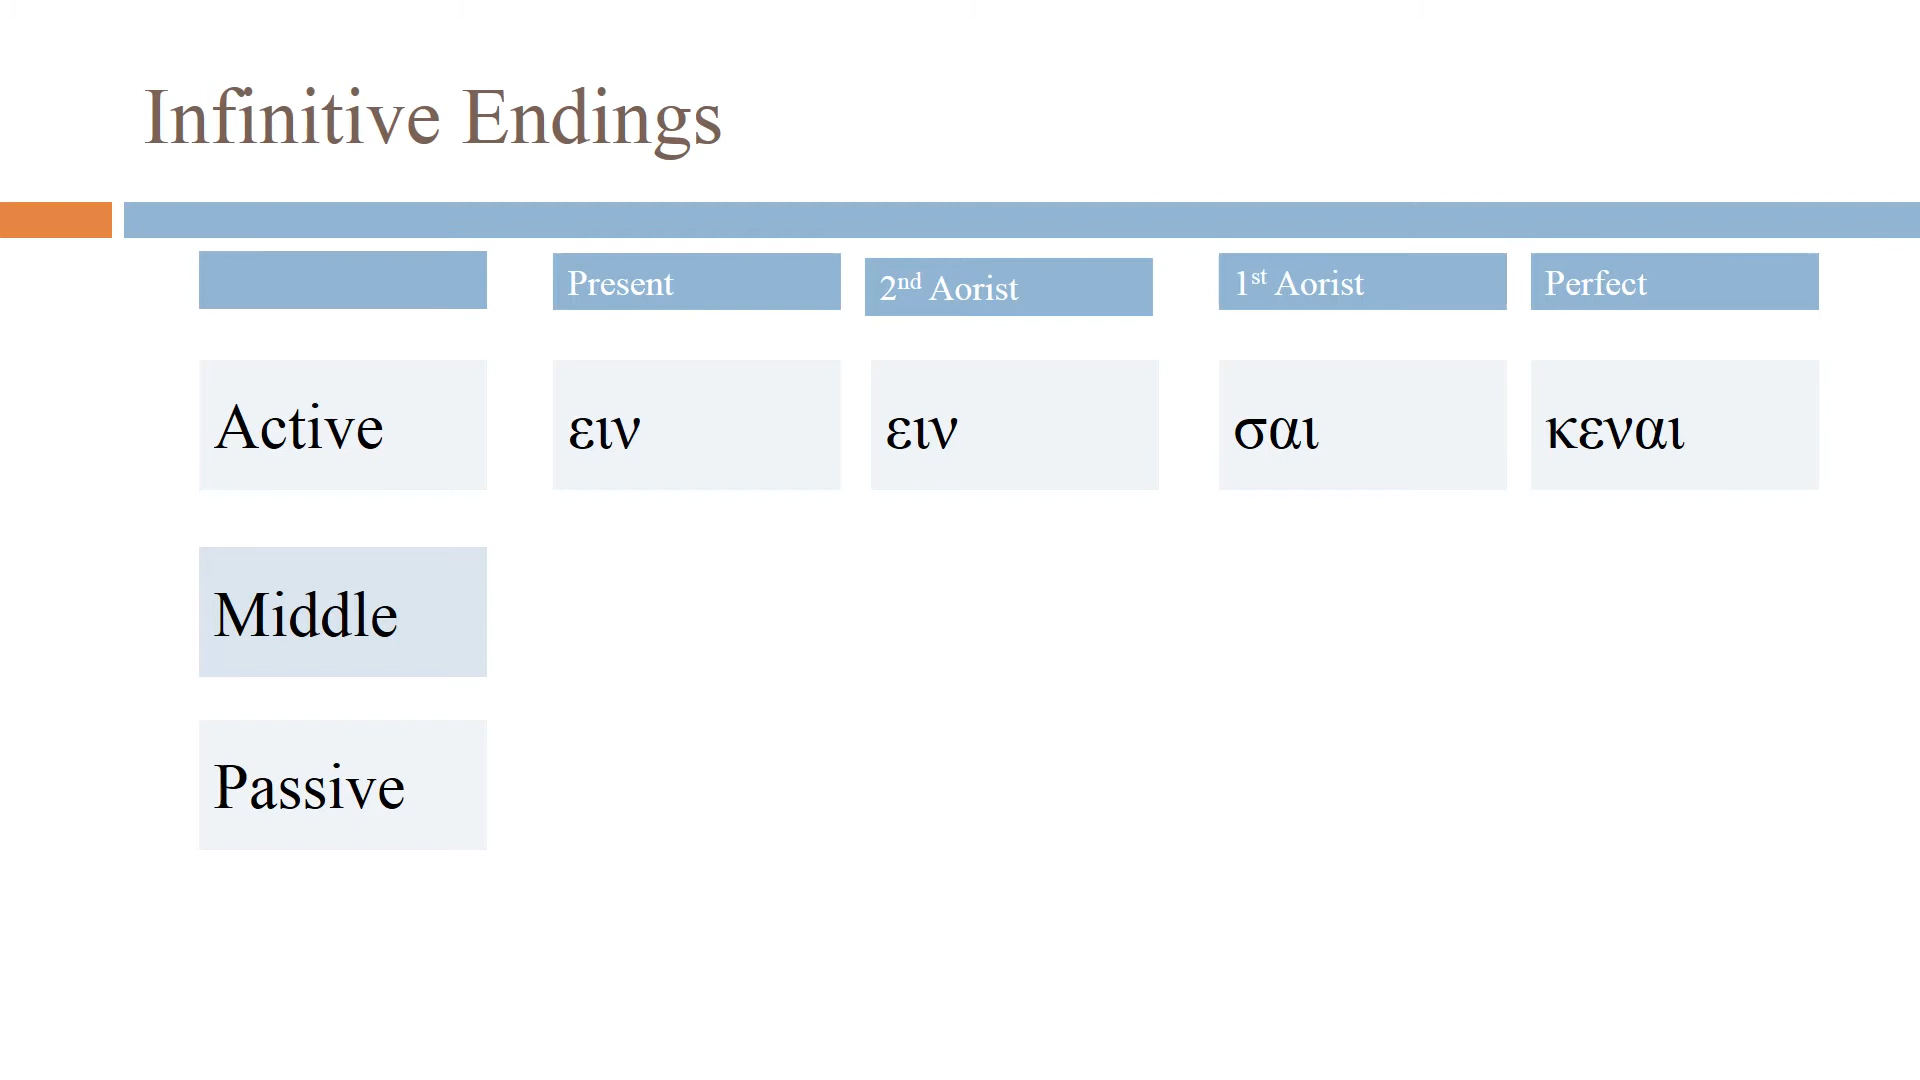 Infinitive Endings
Present 2nd Aorist 1st Aorist Perfect
Active ειν ειν σαι κεναι
Middle
Passive